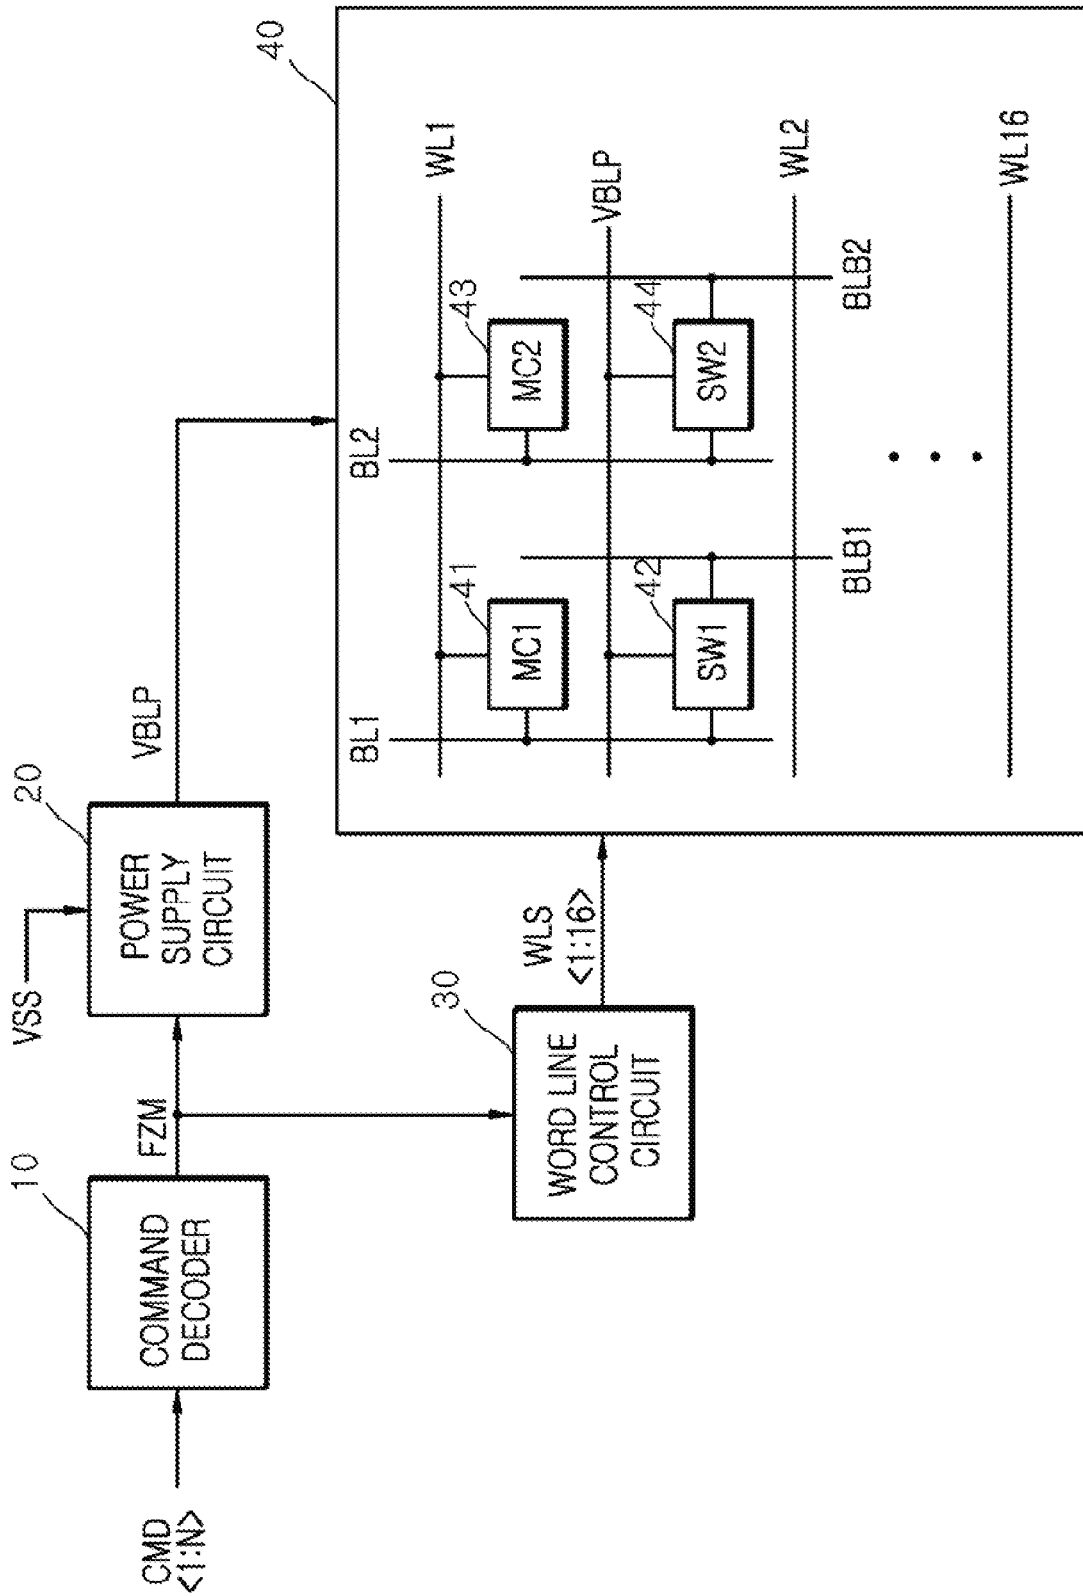 CMD
<1:N>
10
COMMAND
DECODER
FZM
VSS
20
POWER
SUPPLY
CIRCUIT
VBLP
30
WORD LINE
CONTROL
CIRCUIT
WLS
<1:16>
40
BL1
BL2
WL1
41
MC1
43
MC2
VBLP
42
SW1
44
SW2
WL2
BLB1
BLB2
WL16